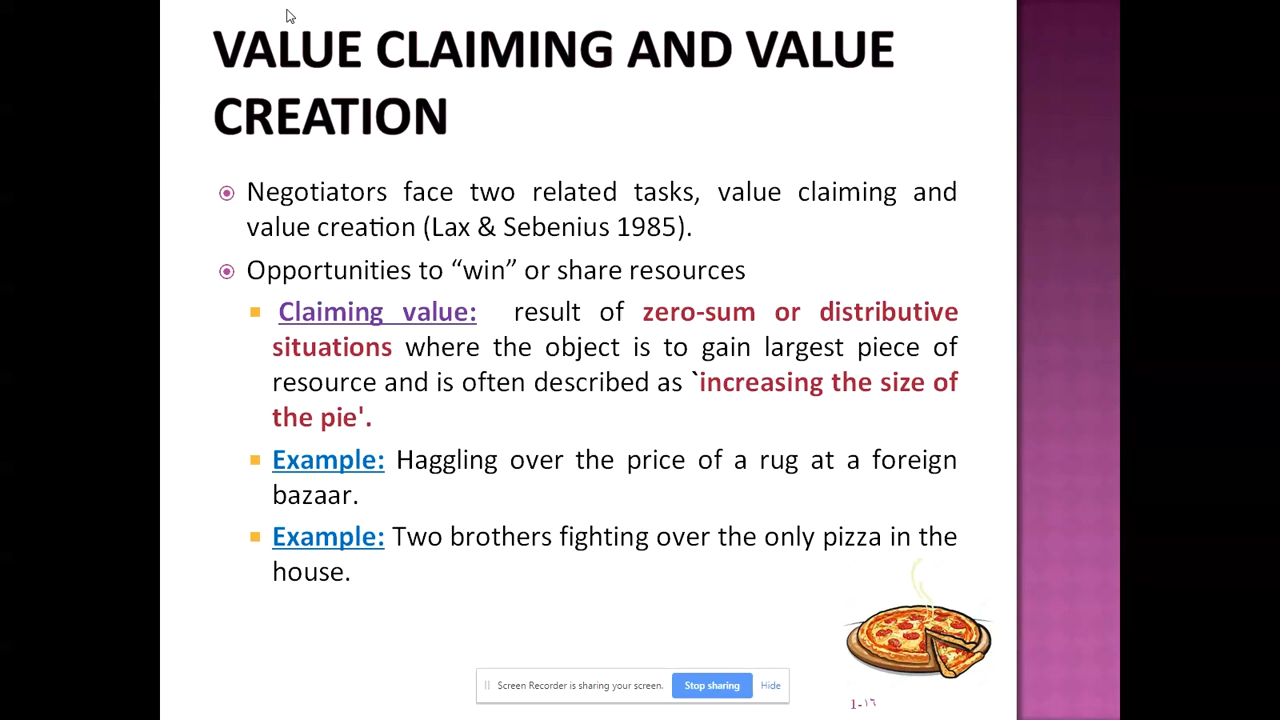 VALUE CLAIMING AND VALUE
CREATION
Negotiators face two related tasks, value claiming and
value creation (Lax & Sebenius 1985).
Opportunities to “win” or share resources
Claiming value: result of zero-sum or distributive
situations where the object is to gain largest piece of
resource and is often described as `increasing the size of
the pie'.
Example: Haggling over the price of a rug at a foreign
bazaar.
Example: Two brothers fighting over the only pizza in the
house.
Screen Recorder is sharing your screen. Stop sharing Hide
1-١٦